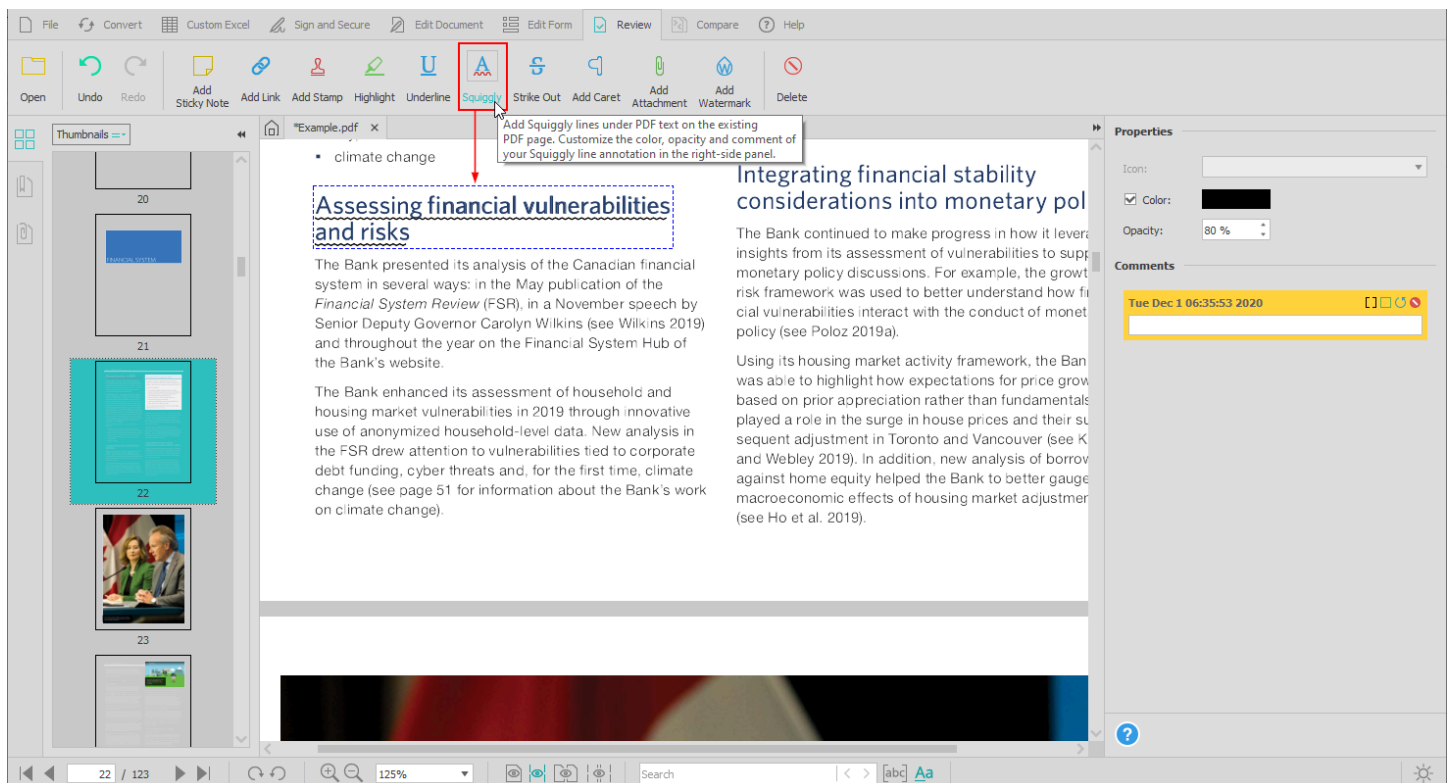 File Convert Custom Excel Sign and Secure Edit Document Edit Form Review Compare Help
Open Undo Redo Add Sticky Note Add Link Add Stamp Highlight Underline Squiggly Strike Out Add Caret Add Attachment Add Watermark Delete
Thumbnails
*Example.pdf
Add Squiggly lines under PDF text on the existing
PDF page. Customize the color, opacity and comment of
your Squiggly line annotation in the right-side panel.
20
FINANCIAL SYSTEM
21
22
23
▪ climate change
Assessing financial vulnerabilities
and risks
The Bank presented its analysis of the Canadian financial
system in several ways: in the May publication of the
Financial System Review (FSR), in a November speech by
Senior Deputy Governor Carolyn Wilkins (see Wilkins 2019)
and throughout the year on the Financial System Hub of
the Bank's website.
The Bank enhanced its assessment of household and
housing market vulnerabilities in 2019 through innovative
use of anonymized household-level data. New analysis in
the FSR drew attention to vulnerabilities tied to corporate
debt funding, cyber threats and, for the first time, climate
change (see page 51 for information about the Bank's work
on climate change).
Integrating financial stability
considerations into monetary pol
The Bank continued to make progress in how it levera
insights from its assessment of vulnerabilities to supp
monetary policy discussions. For example, the growt
risk framework was used to better understand how fi
cial vulnerabilities interact with the conduct of monet
policy (see Poloz 2019a).
Using its housing market activity framework, the Ban
was able to highlight how expectations for price grow
based on prior appreciation rather than fundamentals
played a role in the surge in house prices and their su
sequent adjustment in Toronto and Vancouver (see K
and Webley 2019). In addition, new analysis of borrow
against home equity helped the Bank to better gauge
macroeconomic effects of housing market adjustmen
(see Ho et al. 2019).
Properties
Icon:
Color:
Opacity: 80 %
Comments
Tue Dec 1 06:35:53 2020
22 / 123 125% Search [abc] Aa